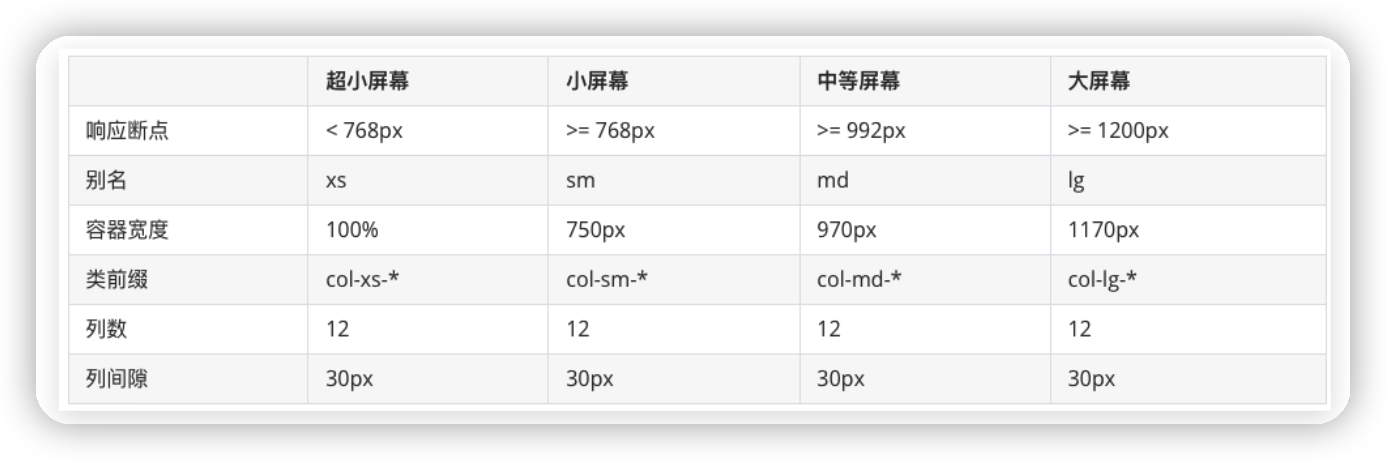 超小屏幕 小屏幕 中等屏幕 大屏幕
响应断点 < 768px >= 768px >= 992px >= 1200px
别名 xs sm md lg
容器宽度 100% 750px 970px 1170px
类前缀 col-xs-* col-sm-* col-md-* col-lg-*
列数 12 12 12 12
列间隙 30px 30px 30px 30px